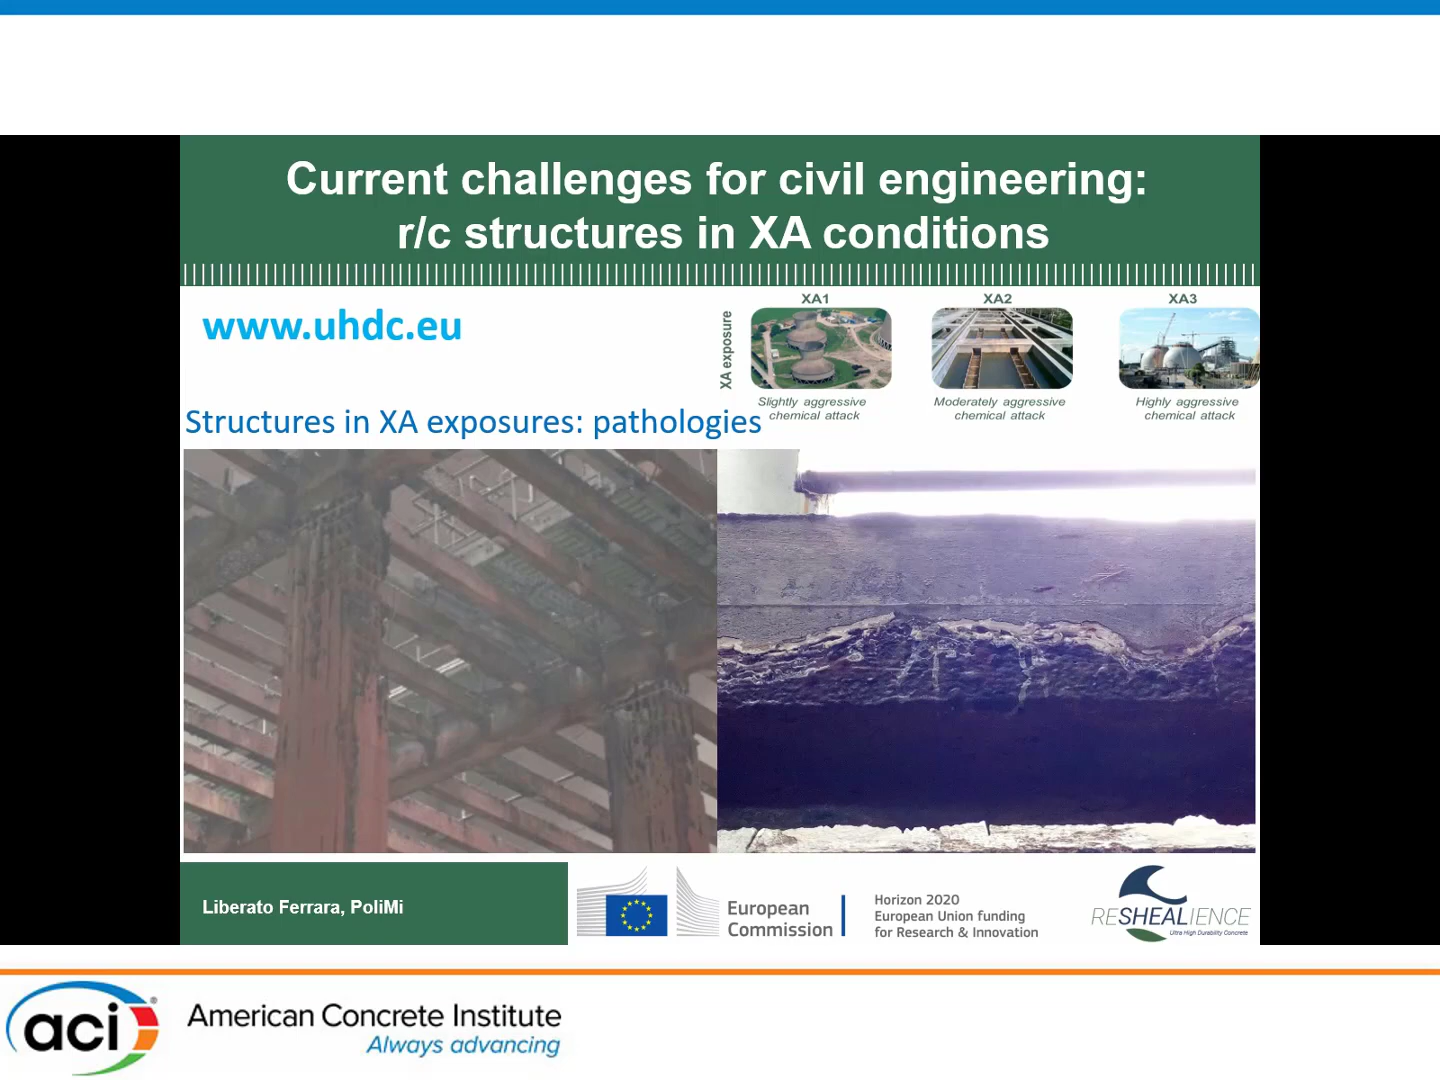 Current challenges for civil engineering:
r/c structures in XA conditions
www.uhdc.eu
XA exposure
XA1
XA2
XA3
Slightly aggressive
chemical attack
Moderately aggressive
chemical attack
Highly aggressive
chemical attack
Structures in XA exposures: pathologies
Liberato Ferrara, PoliMi
European
Commission
Horizon 2020
European Union funding
for Research & Innovation
RESHEALIENCE
Ultra High Durability Concrete
aci®
American Concrete Institute
Always advancing